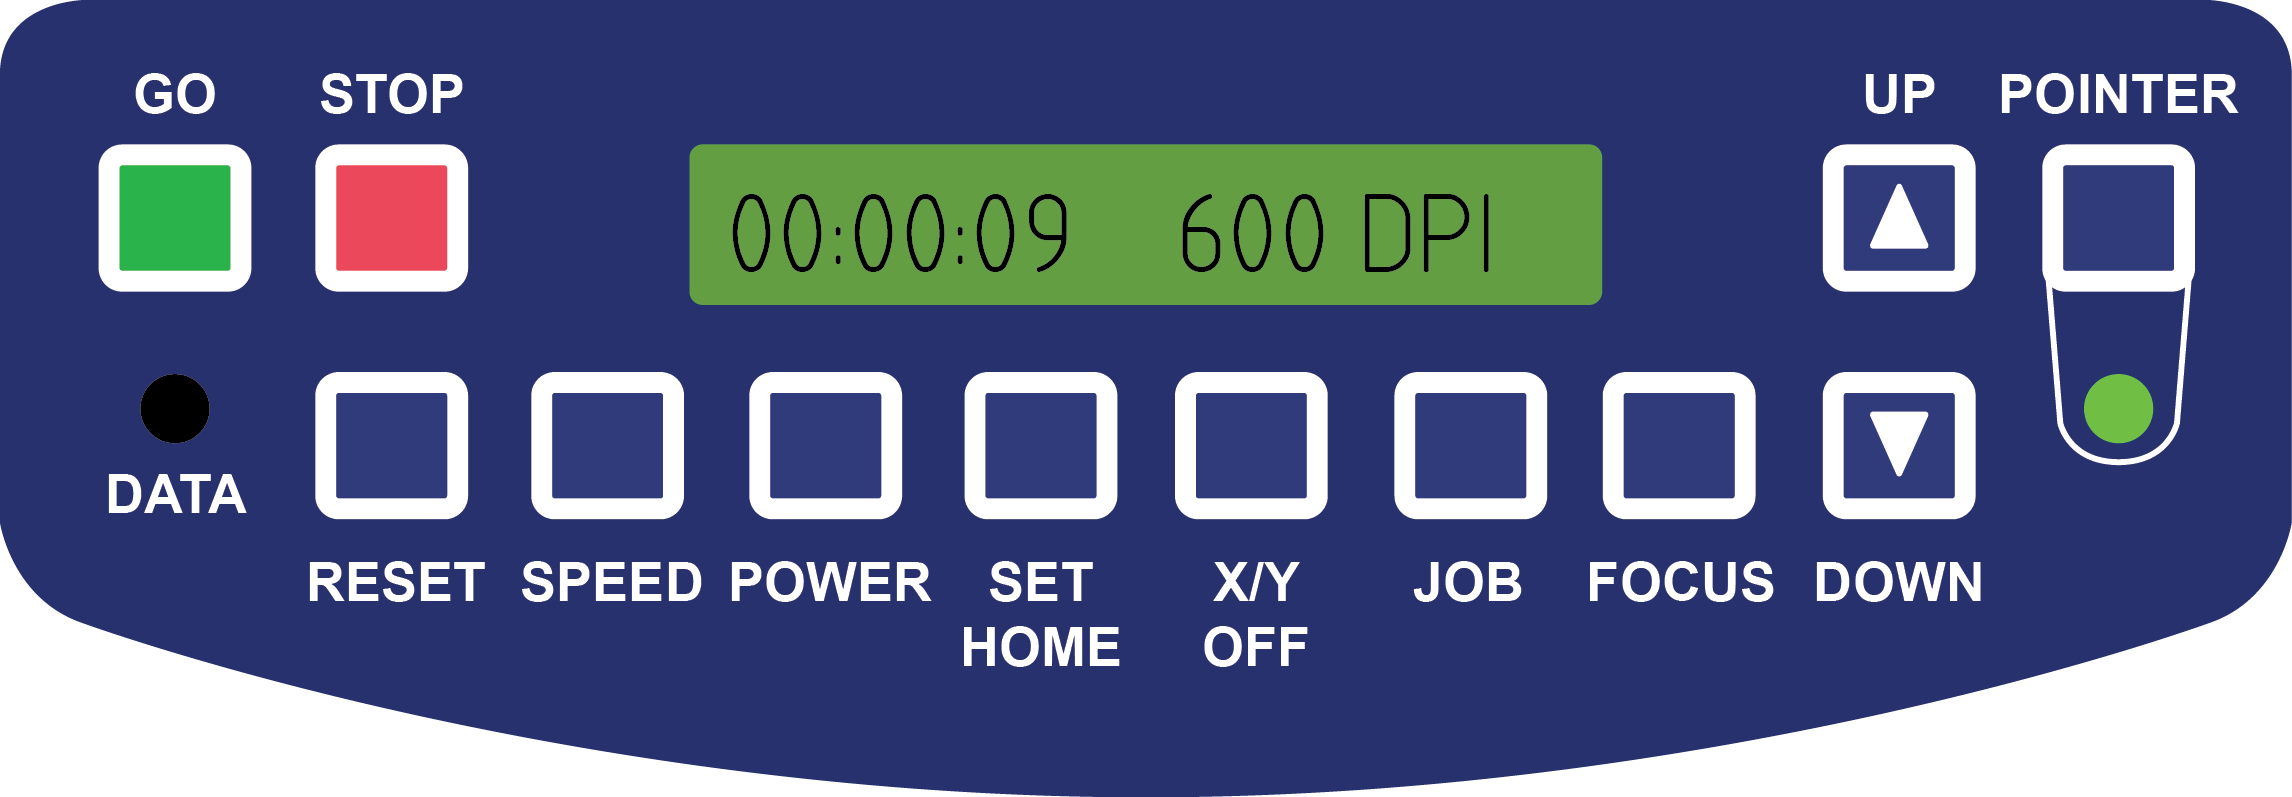 GO STOP UP POINTER
00:00:09 600 DPI
DATA
RESET SPEED POWER SET HOME X/Y OFF JOB FOCUS DOWN